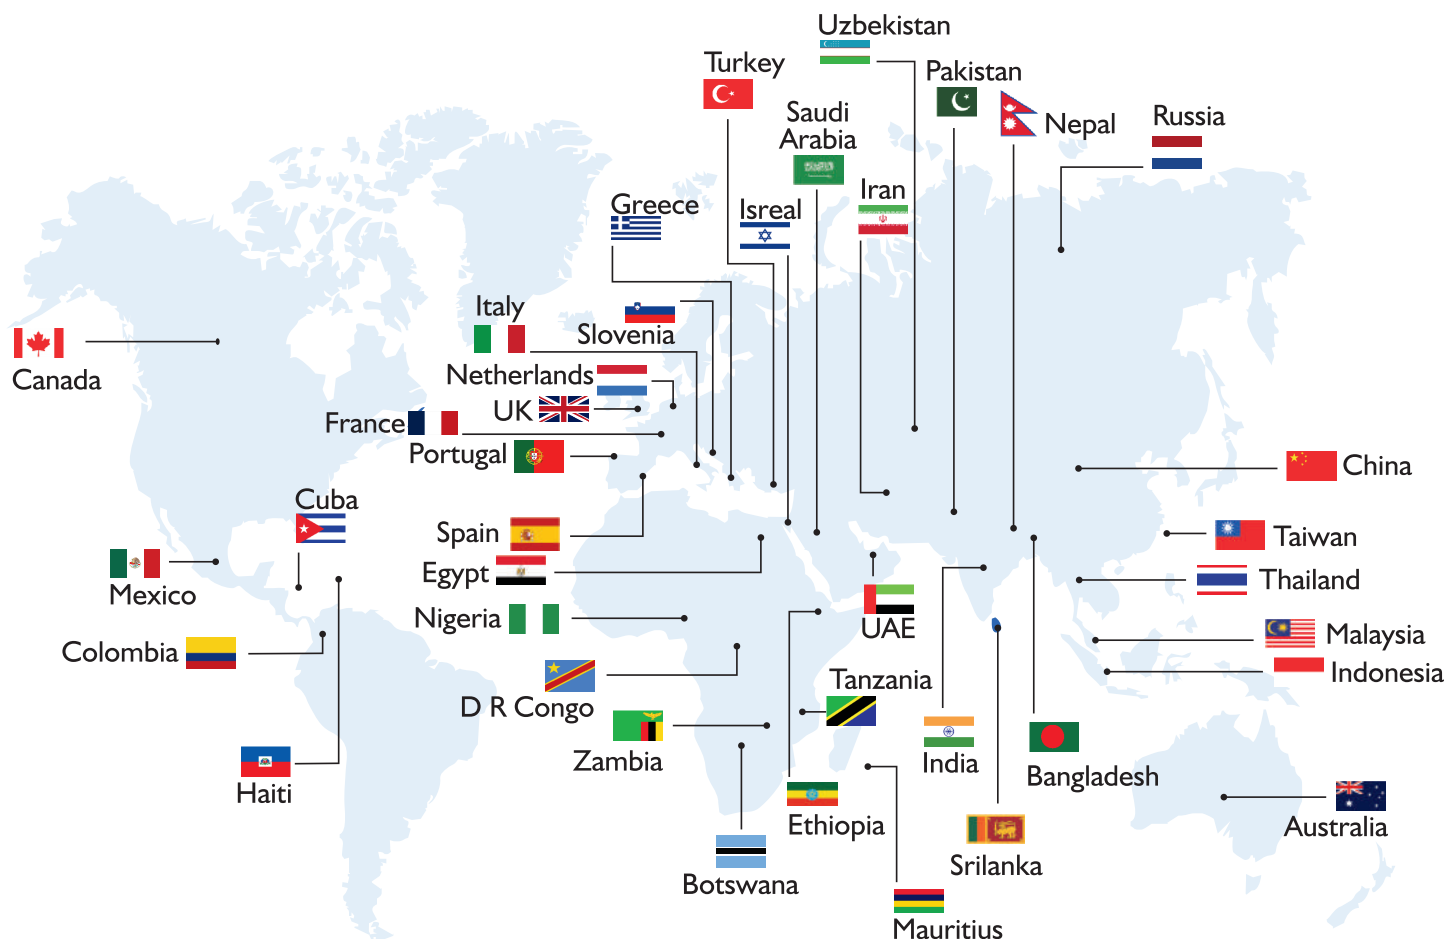 Uzbekistan
Turkey
Pakistan
Saudi
Arabia
Nepal
Russia
Iran
Greece
Isreal
Italy
Slovenia
Netherlands
Canada
UK
France
Portugal
China
Cuba
Spain
Taiwan
Egypt
Thailand
Mexico
Nigeria
UAE
Malaysia
Colombia
Indonesia
Tanzania
D R Congo
Zambia
India
Bangladesh
Haiti
Ethiopia
Australia
Srilanka
Botswana
Mauritius